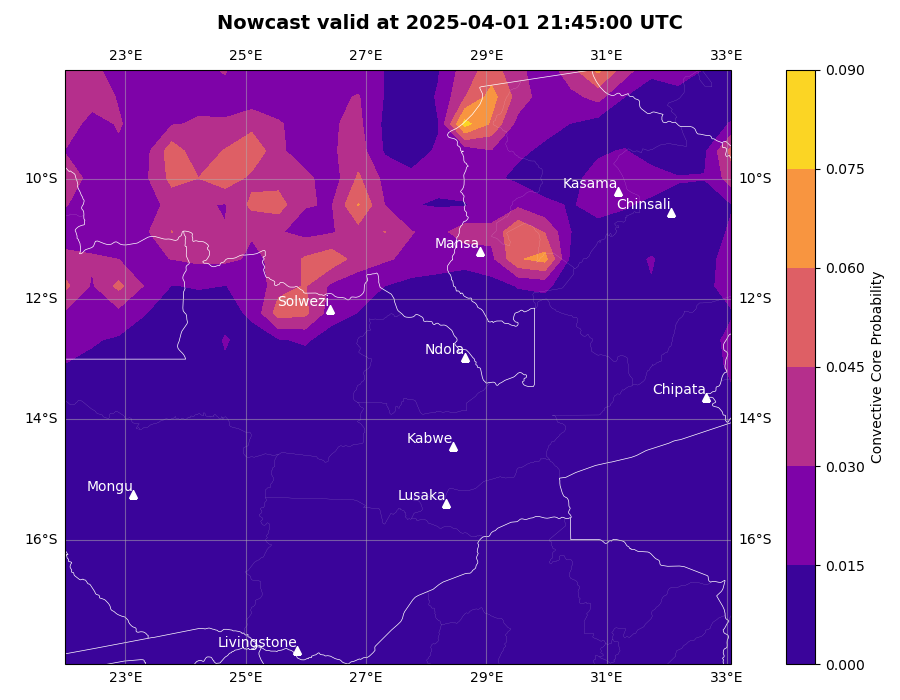 Nowcast valid at 2025-04-01 21:45:00 UTC
23°E 25°E 27°E 29°E 31°E 33°E
0.090
0.075
10°S 10°S
Kasama
Chinsali
Mansa
0.060
12°S 12°S
Solwezi
Ndola
0.045
Convective Core Probability
Chipata
14°S 14°S
Kabwe
0.030
Mongu
Lusaka
16°S 16°S
0.015
Livingstone
0.000
23°E 25°E 27°E 29°E 31°E 33°E